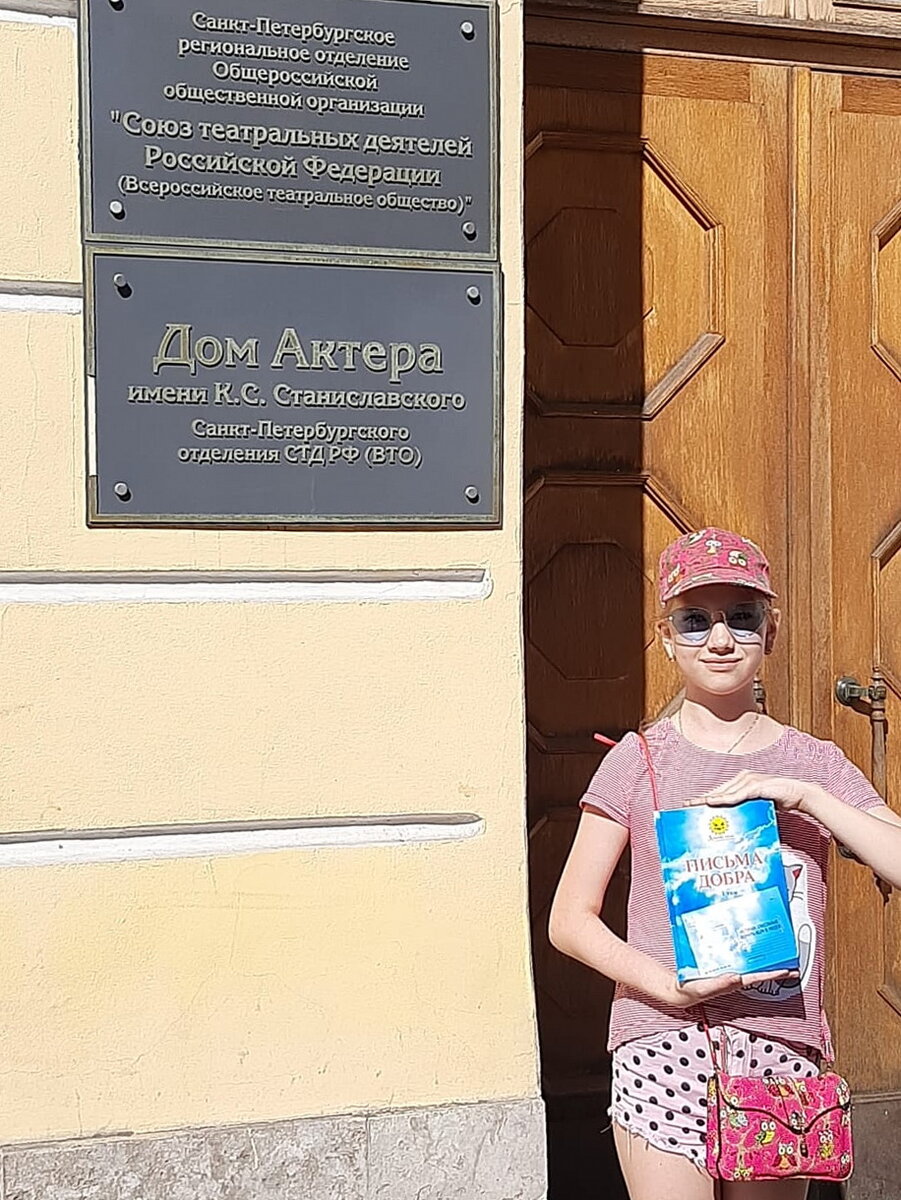 Санкт-Петербургское
региональное отделение
Общероссийской
общественной организации
"Союз театральных деятелей
Российской Федерации
(Всероссийское театральное общество)"
Дом Актера
имени К.С. Станиславского
Санкт-Петербургского
отделения СТД РФ (ВТО)
ПИСЬМА
ДОБРА